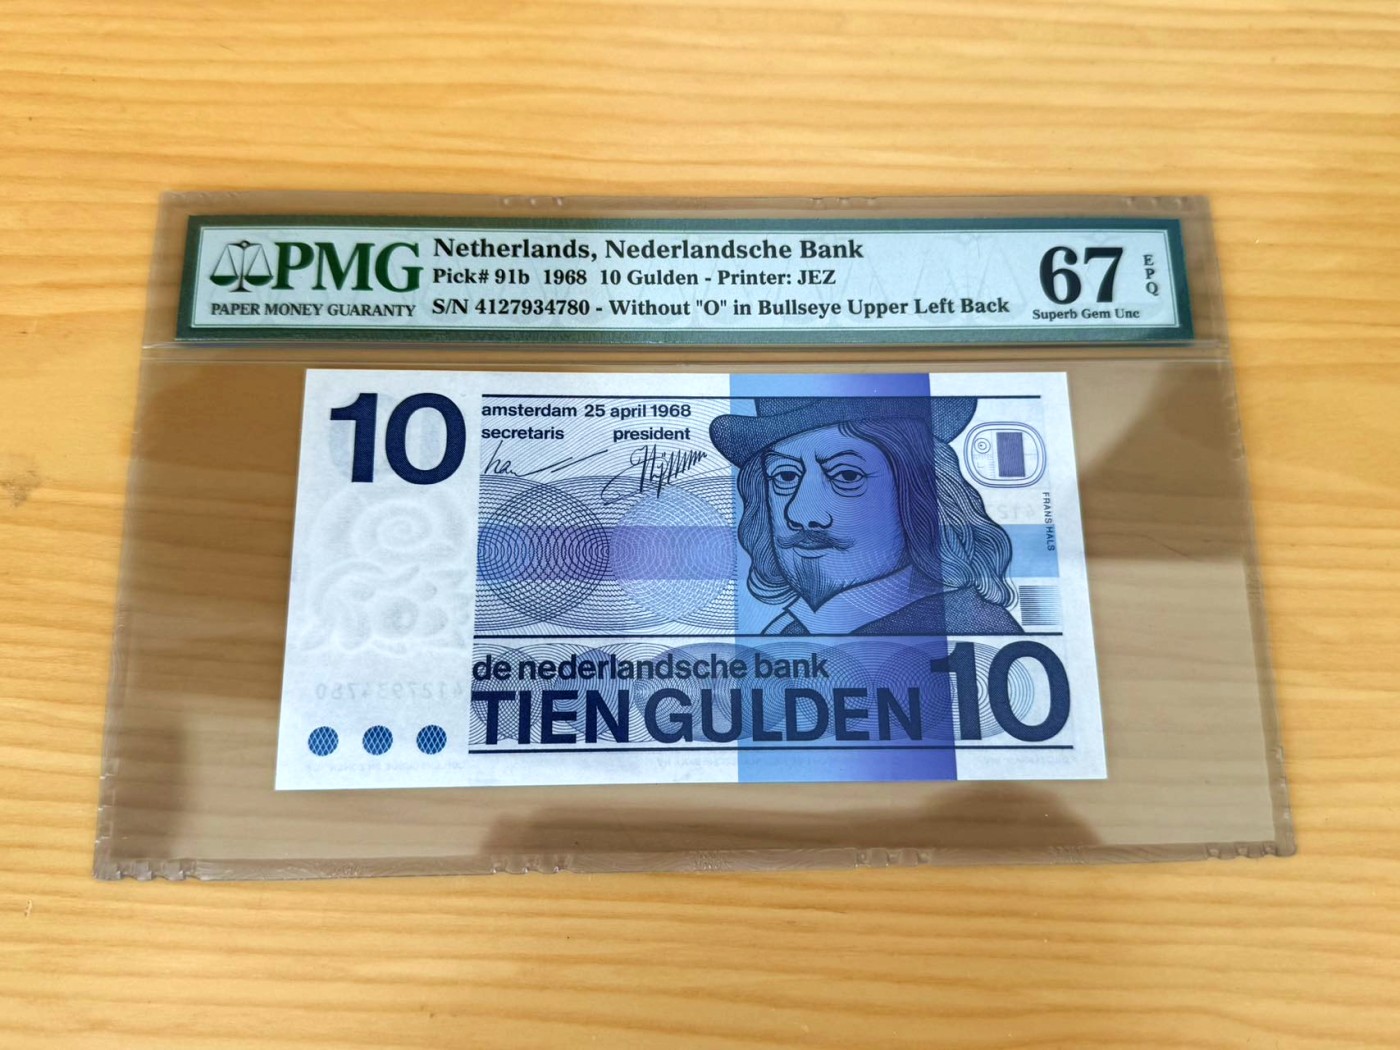 PMG
PAPER MONEY GUARANTY
Netherlands, Nederlandsche Bank
Pick# 91b 1968 10 Gulden - Printer: JEZ
S/N 4127934780 - Without "O" in Bullseye Upper Left Back
67
EPQ
Superb Gem Unc
10
amsterdam 25 april 1968
secretaris president
FRANS HALS
de nederlandsche bank
TIEN GULDEN
10